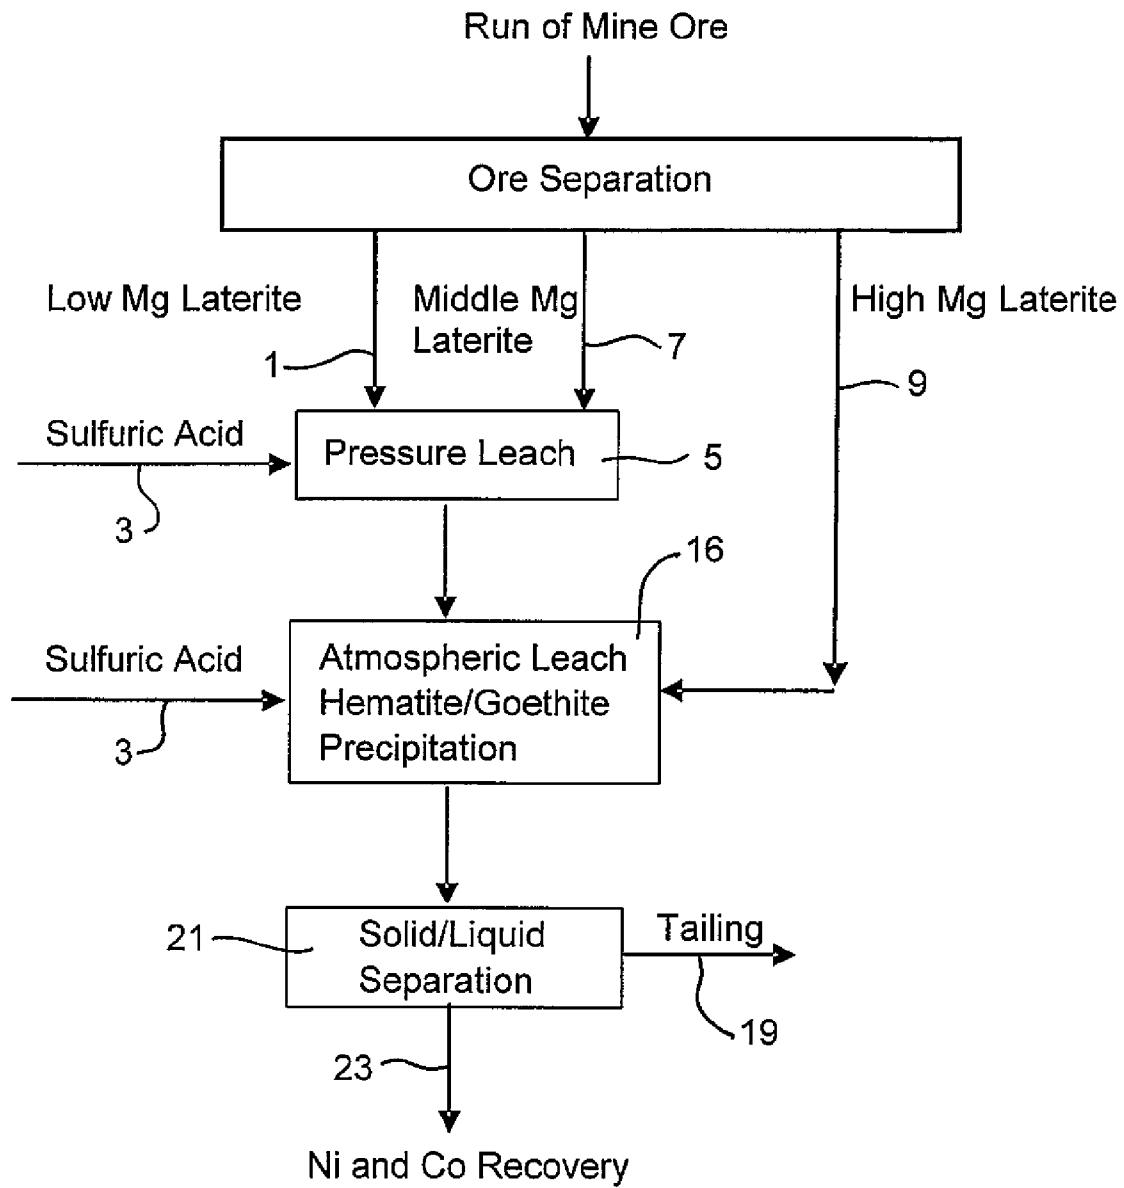 Run of Mine Ore
Ore Separation
Low Mg Laterite
Middle Mg
Laterite
High Mg Laterite
1
7
9
Sulfuric Acid
3
Pressure Leach
5
16
Sulfuric Acid
3
Atmospheric Leach
Hematite/Goethite
Precipitation
21
Solid/Liquid
Separation
Tailing
19
23
Ni and Co Recovery